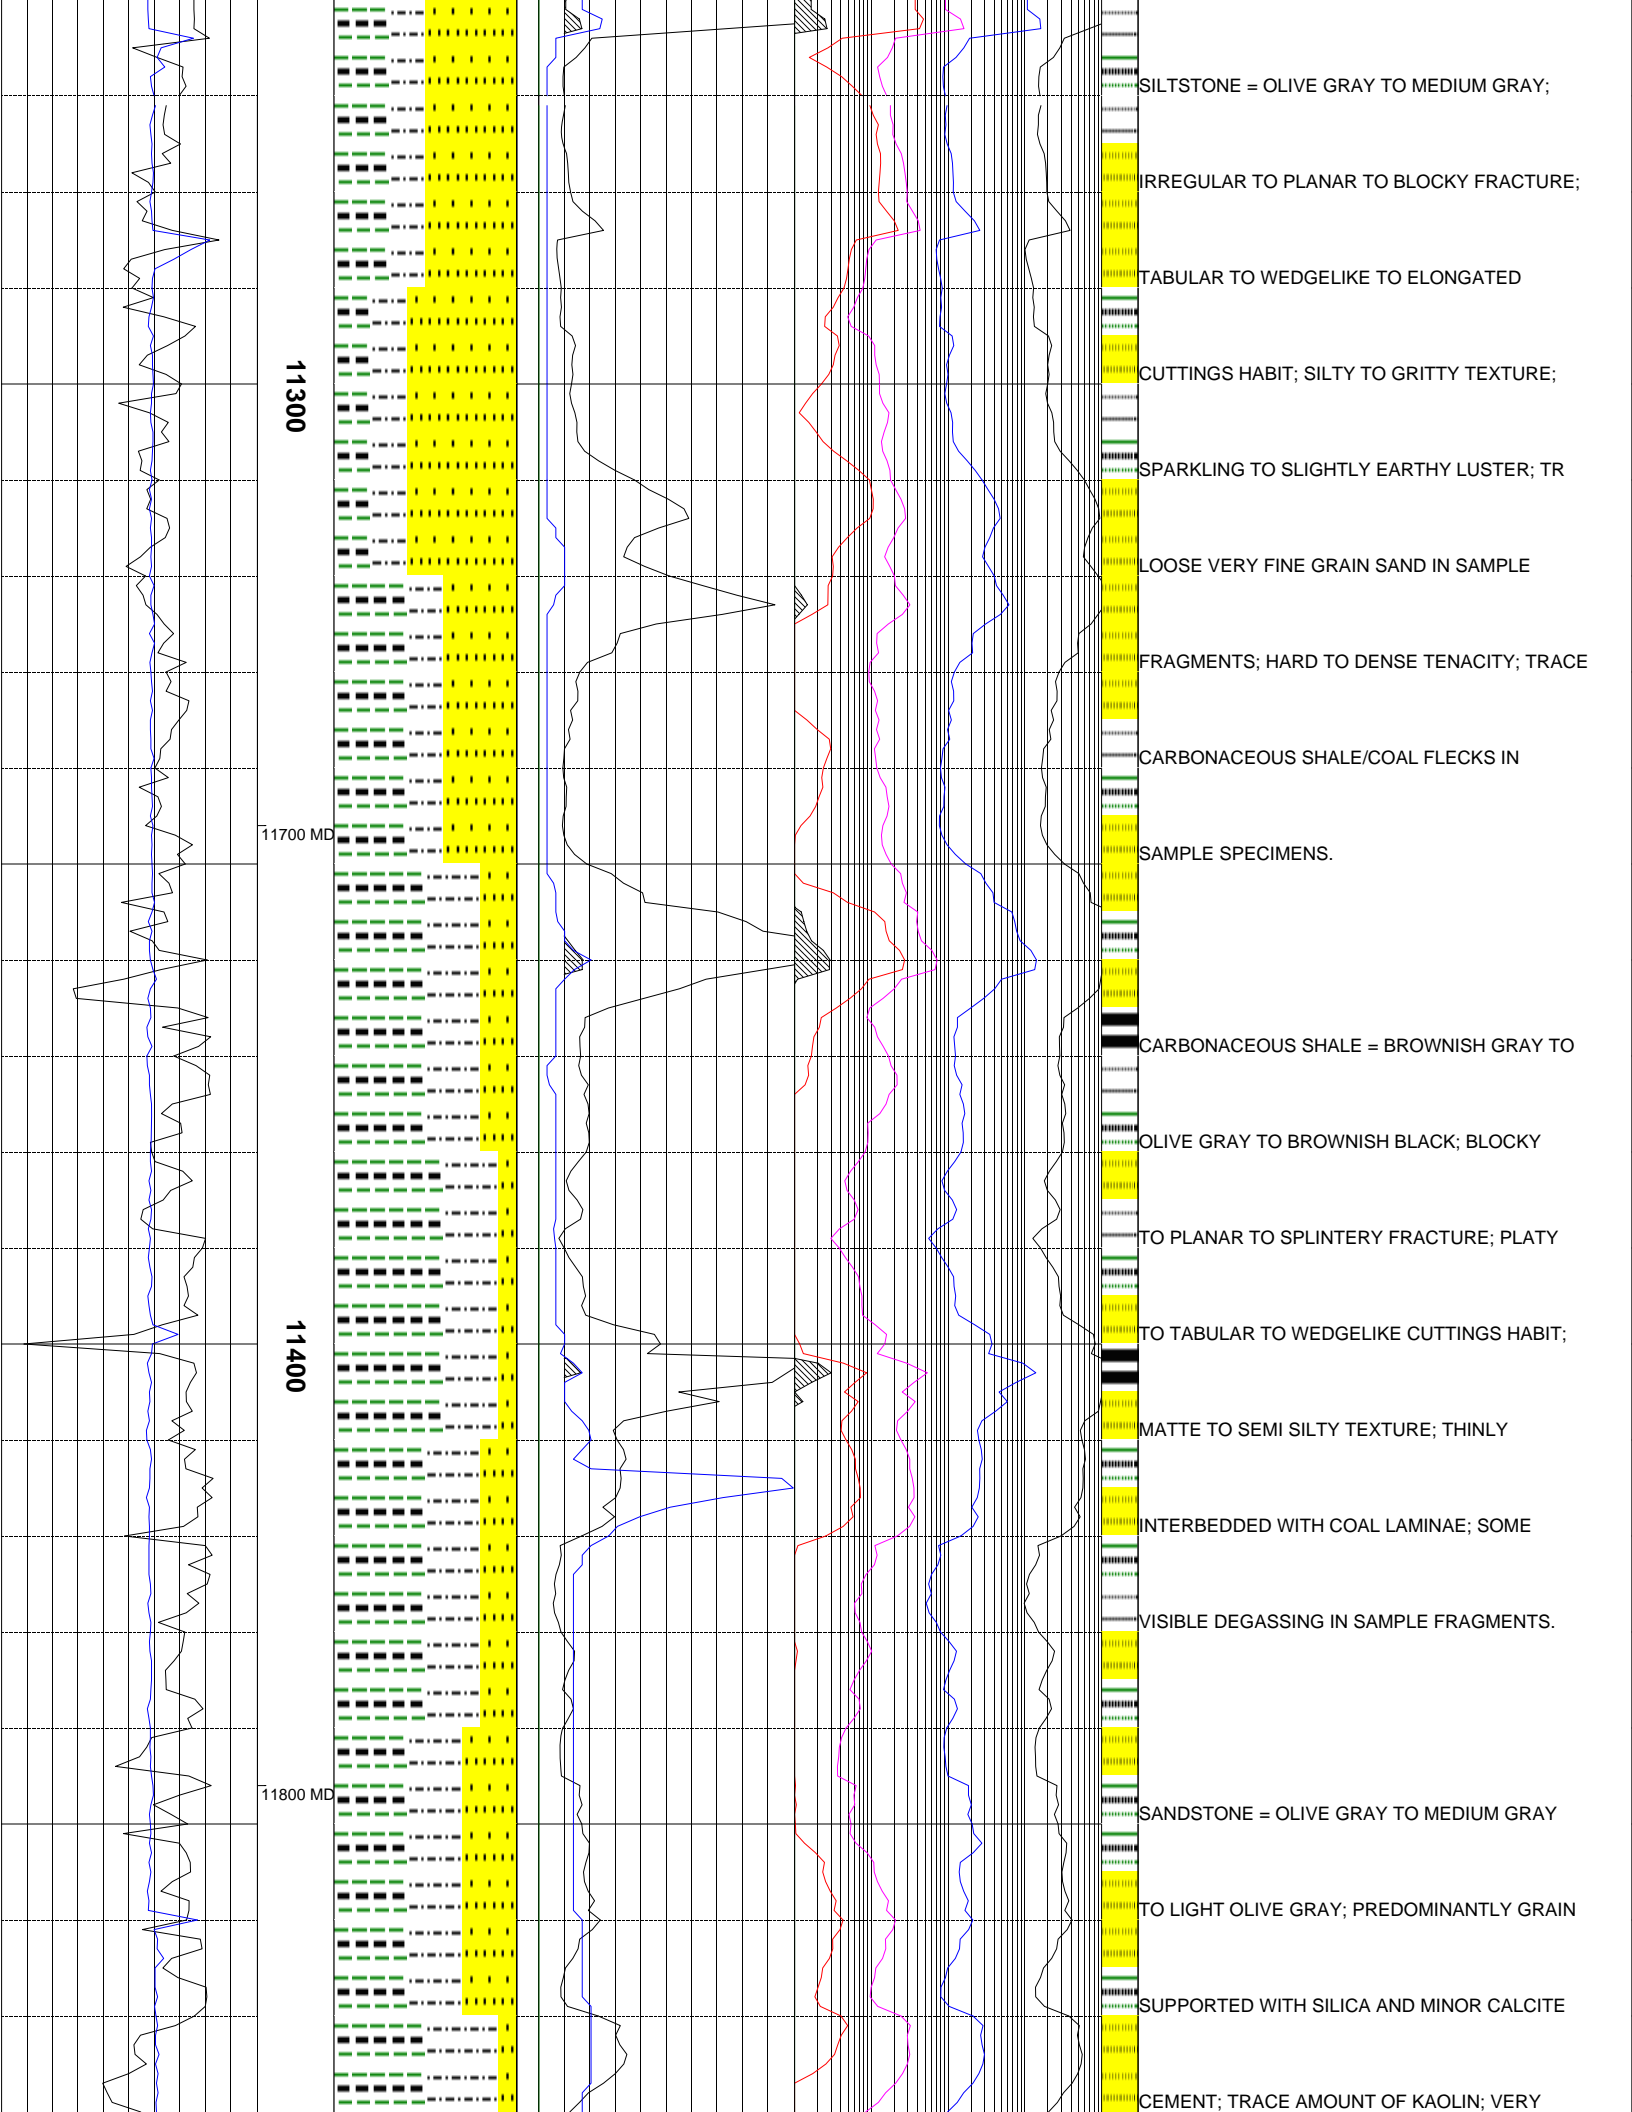 SILTSTONE = OLIVE GRAY TO MEDIUM GRAY;
IRREGULAR TO PLANAR TO BLOCKY FRACTURE;
TABULAR TO WEDGELIKE TO ELONGATED
11300
CUTTINGS HABIT; SILTY TO GRITTY TEXTURE;
SPARKLING TO SLIGHTLY EARTHY LUSTER; TR
LOOSE VERY FINE GRAIN SAND IN SAMPLE
FRAGMENTS; HARD TO DENSE TENACITY; TRACE
CARBONACEOUS SHALE/COAL FLECKS IN
11700 MD
SAMPLE SPECIMENS.
CARBONACEOUS SHALE = BROWNISH GRAY TO
OLIVE GRAY TO BROWNISH BLACK; BLOCKY
TO PLANAR TO SPLINTERY FRACTURE; PLATY
TO TABULAR TO WEDGELIKE CUTTINGS HABIT;
11400
MATTE TO SEMI SILTY TEXTURE; THINLY
INTERBEDDED WITH COAL LAMINAE; SOME
VISIBLE DEGASSING IN SAMPLE FRAGMENTS.
11800 MD
SANDSTONE = OLIVE GRAY TO MEDIUM GRAY
TO LIGHT OLIVE GRAY; PREDOMINANTLY GRAIN
SUPPORTED WITH SILICA AND MINOR CALCITE
CEMENT; TRACE AMOUNT OF KAOLIN; VERY